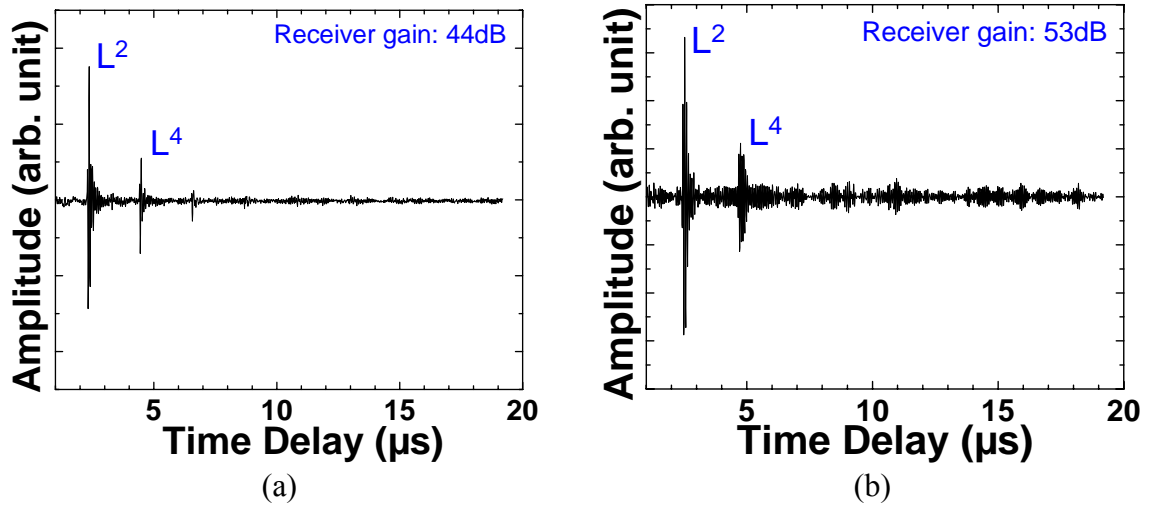 Receiver gain: 44dB
L²
L⁴
Amplitude (arb. unit)
5 10 15 20
Time Delay (µs)
(a)
Receiver gain: 53dB
L²
L⁴
Amplitude (arb. unit)
5 10 15 20
Time Delay (µs)
(b)